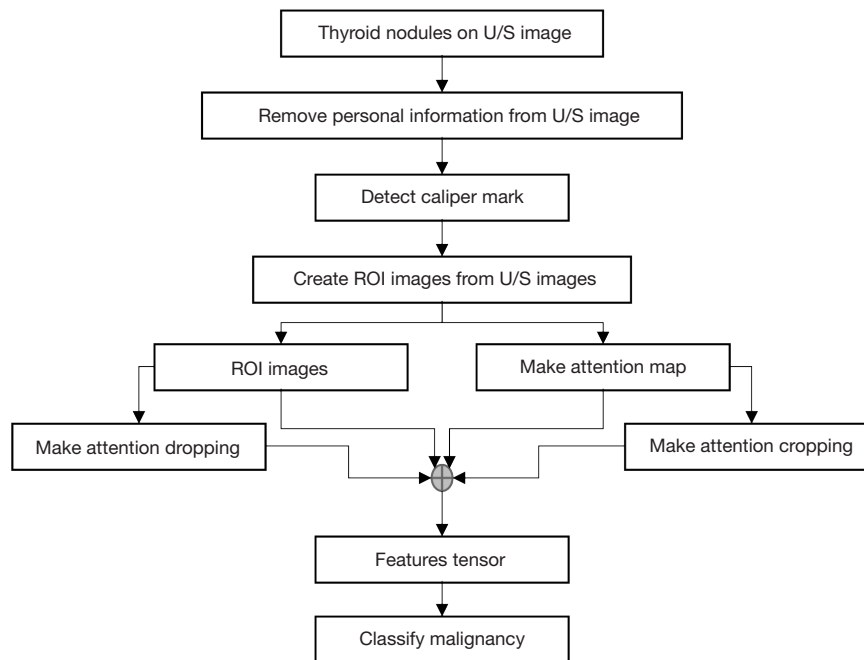 Thyroid nodules on U/S image
Remove personal information from U/S image
Detect caliper mark
Create ROI images from U/S images
ROI images
Make attention map
Make attention dropping
Make attention cropping
Features tensor
Classify malignancy